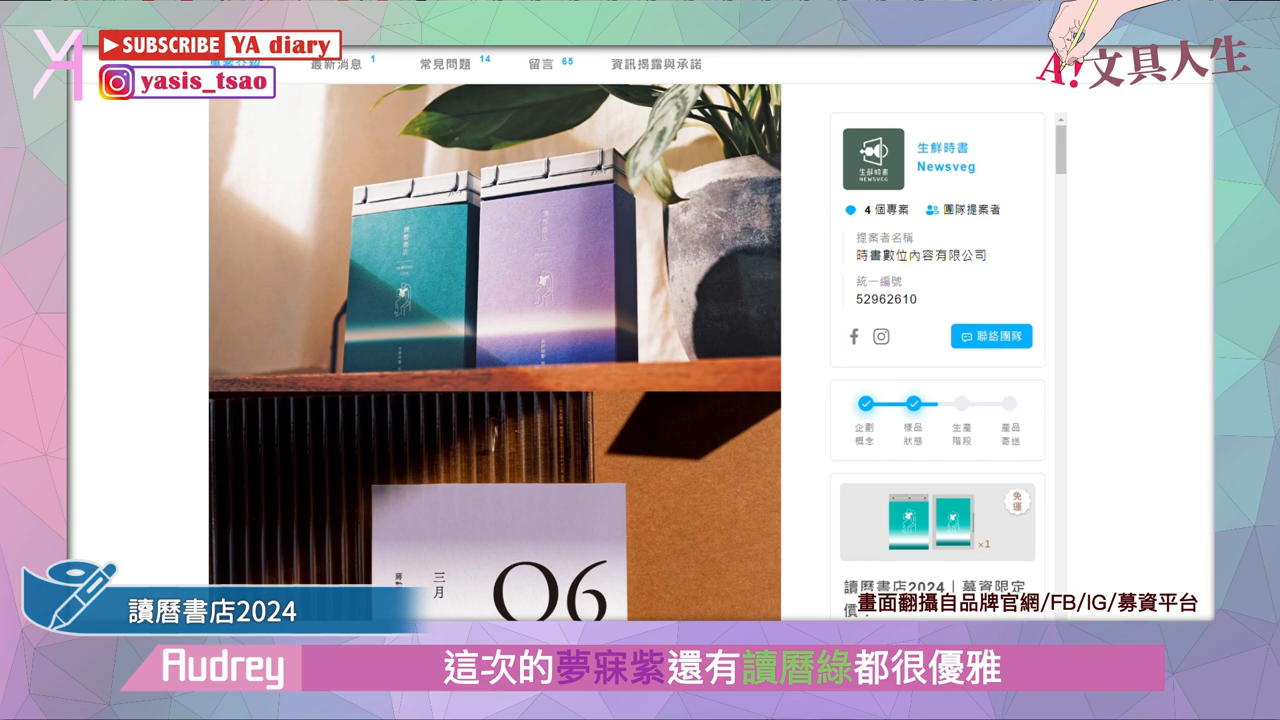 YA
SUBSCRIBE YA diary
yasis_tsao
A!文具人生
專案介紹 最新消息 1 常見問題 14 留言 65 資訊揭露與承諾
生鮮時書
NEWSVEG
生鮮時書
Newsveg
4 個專案 團隊提案者
提案者名稱
時書數位內容有限公司
統一編號
52962610
聯絡團隊
企劃概念 樣品狀態 生產階段 產品寄送
免運
×1
讀曆書店2024｜募資限定
三月
06
畫面翻攝自品牌官網/FB/IG/募資平台
讀曆書店2024
Audrey
這次的夢寐紫還有讀曆綠都很優雅